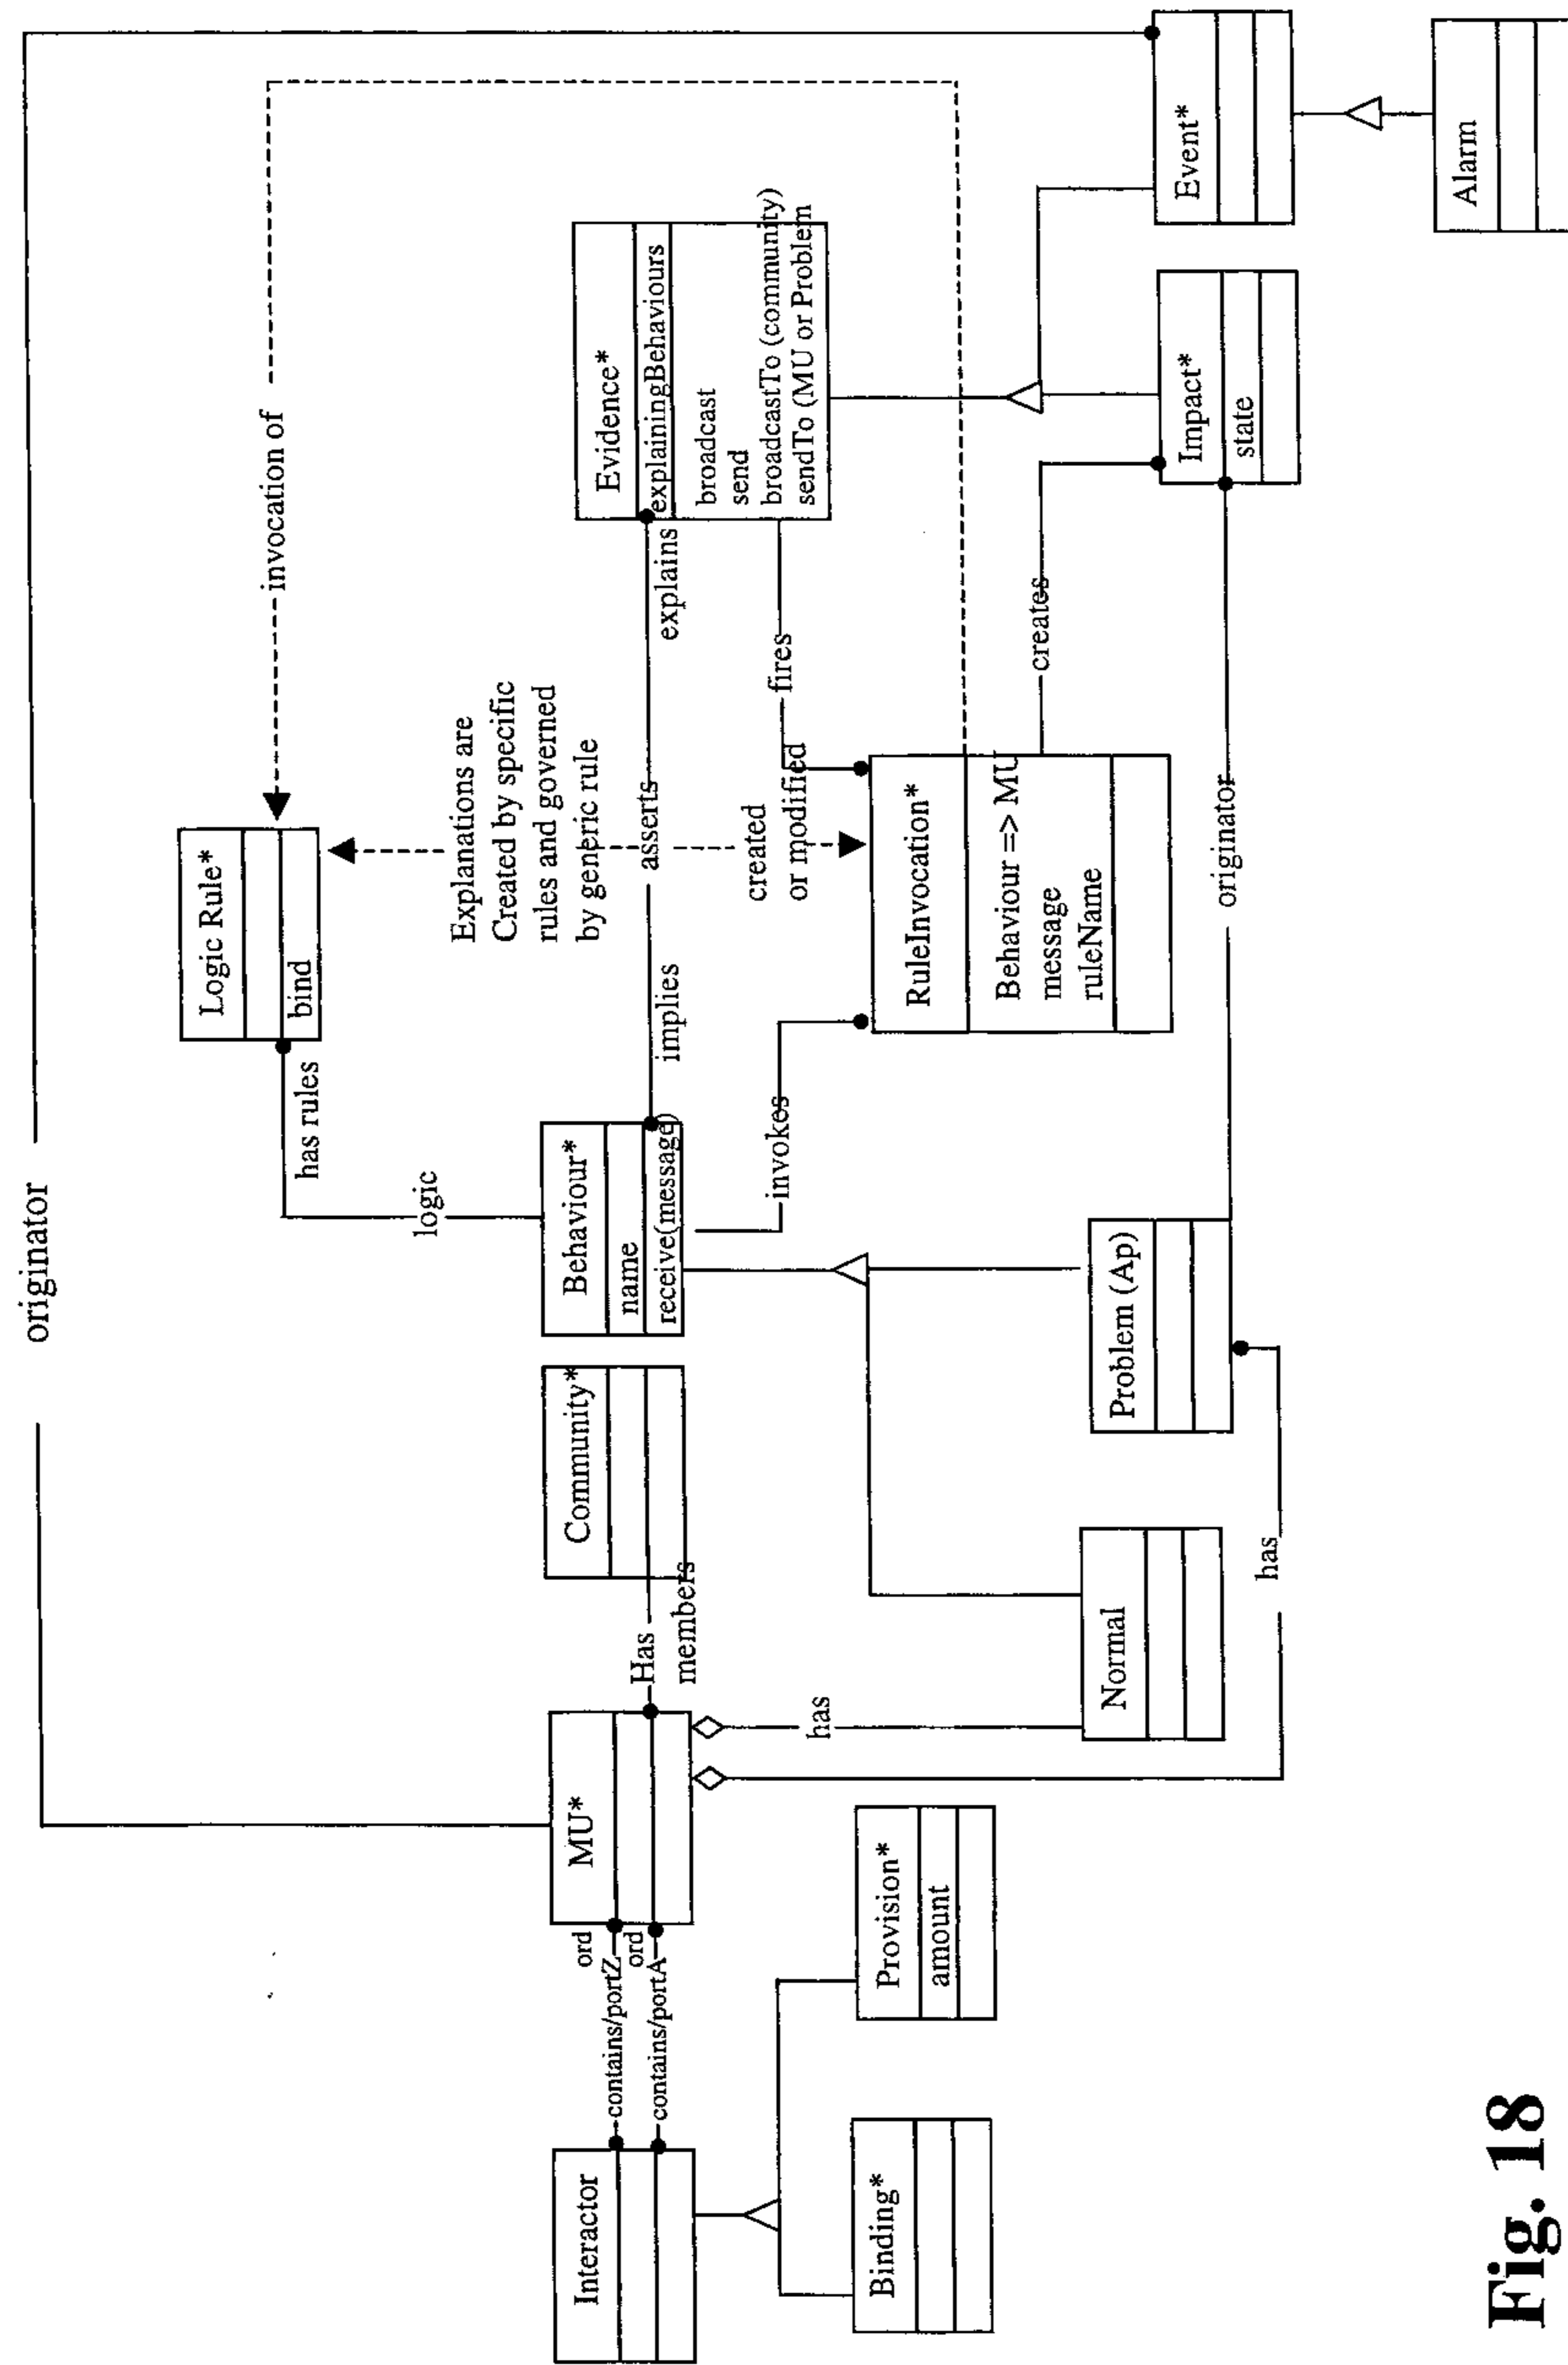 originator
invocation of
Logic Rule*
bind
has rules
logic
Explanations are
Created by specific
rules and governed
by generic rule
Interactor
contains/portZ
contains/portA
ord
ord
MU*
Has
members
Community*
Behaviour*
name
receive(message)
implies
asserts
explains
Evidence*
explainingBehaviours
broadcast
send
broadcastTo (community)
sendTo (MU or Problem
invokes
created
or modified
fires
has
Binding*
Provision*
amount
RuleInvocation*
Behaviour => MU
message
ruleName
creates
Normal
Problem (Ap)
originator
has
Impact*
state
Event*
Alarm
Fig. 18